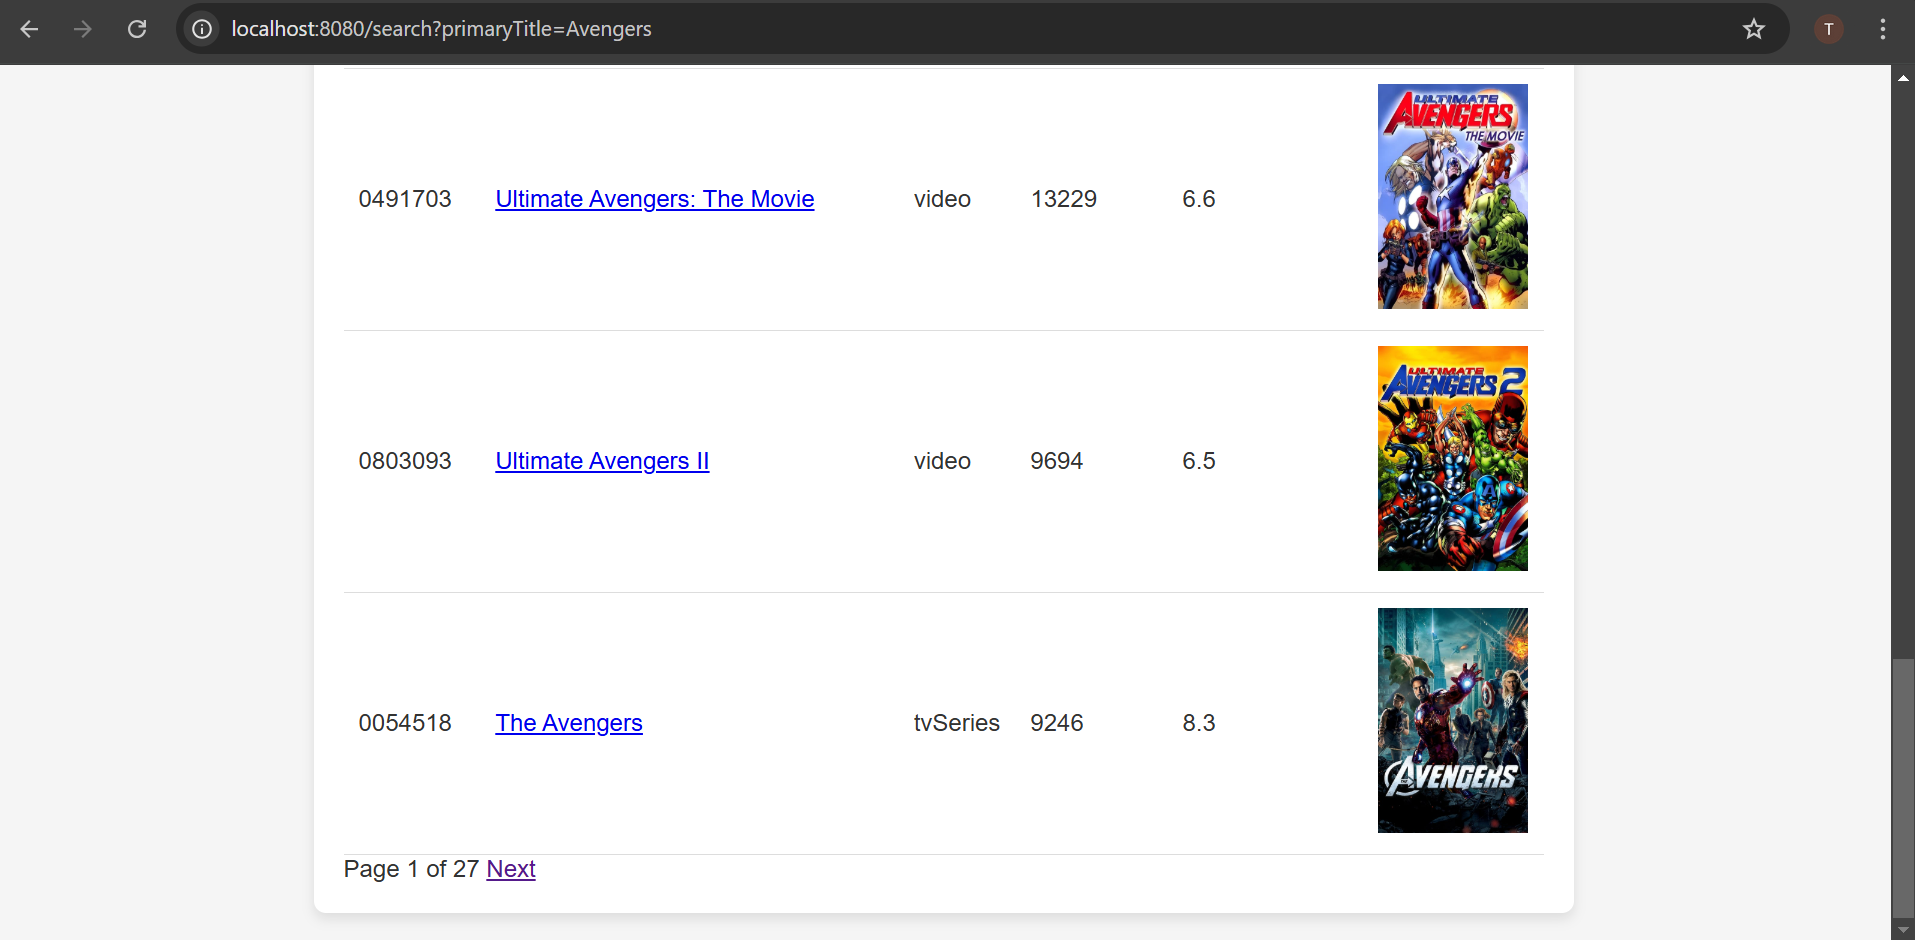 localhost:8080/search?primaryTitle=Avengers
T
ULTIMATE
AVENGERS
THE MOVIE
0491703 Ultimate Avengers: The Movie video 13229 6.6
ULTIMATE
AVENGERS 2
0803093 Ultimate Avengers II video 9694 6.5
0054518 The Avengers tvSeries 9246 8.3
THE
AVENGERS
Page 1 of 27 Next